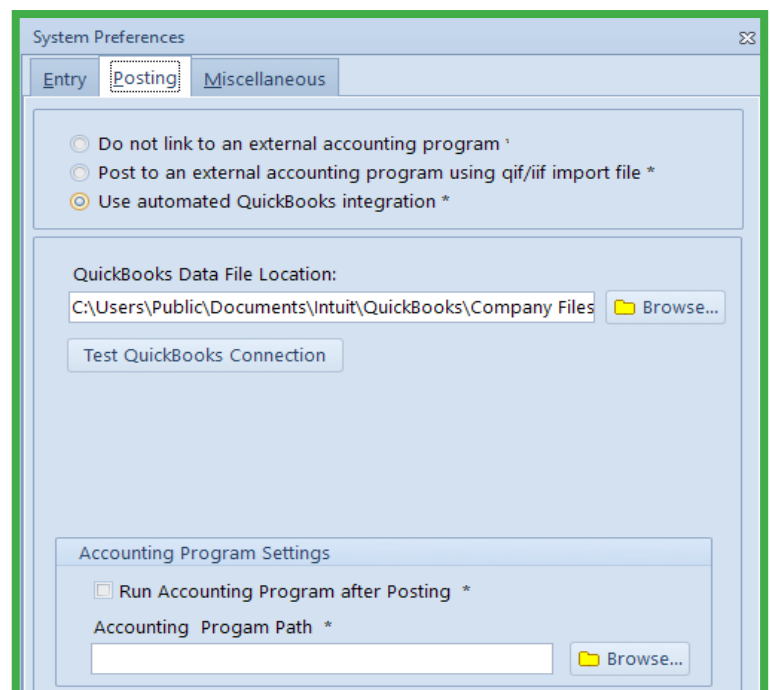 System Preferences
Entry Posting Miscellaneous
Do not link to an external accounting program
Post to an external accounting program using qif/iif import file *
Use automated QuickBooks integration *
QuickBooks Data File Location:
C:\Users\Public\Documents\Intuit\QuickBooks\Company Files Browse...
Test QuickBooks Connection
Accounting Program Settings
Run Accounting Program after Posting *
Accounting Progam Path *
Browse...